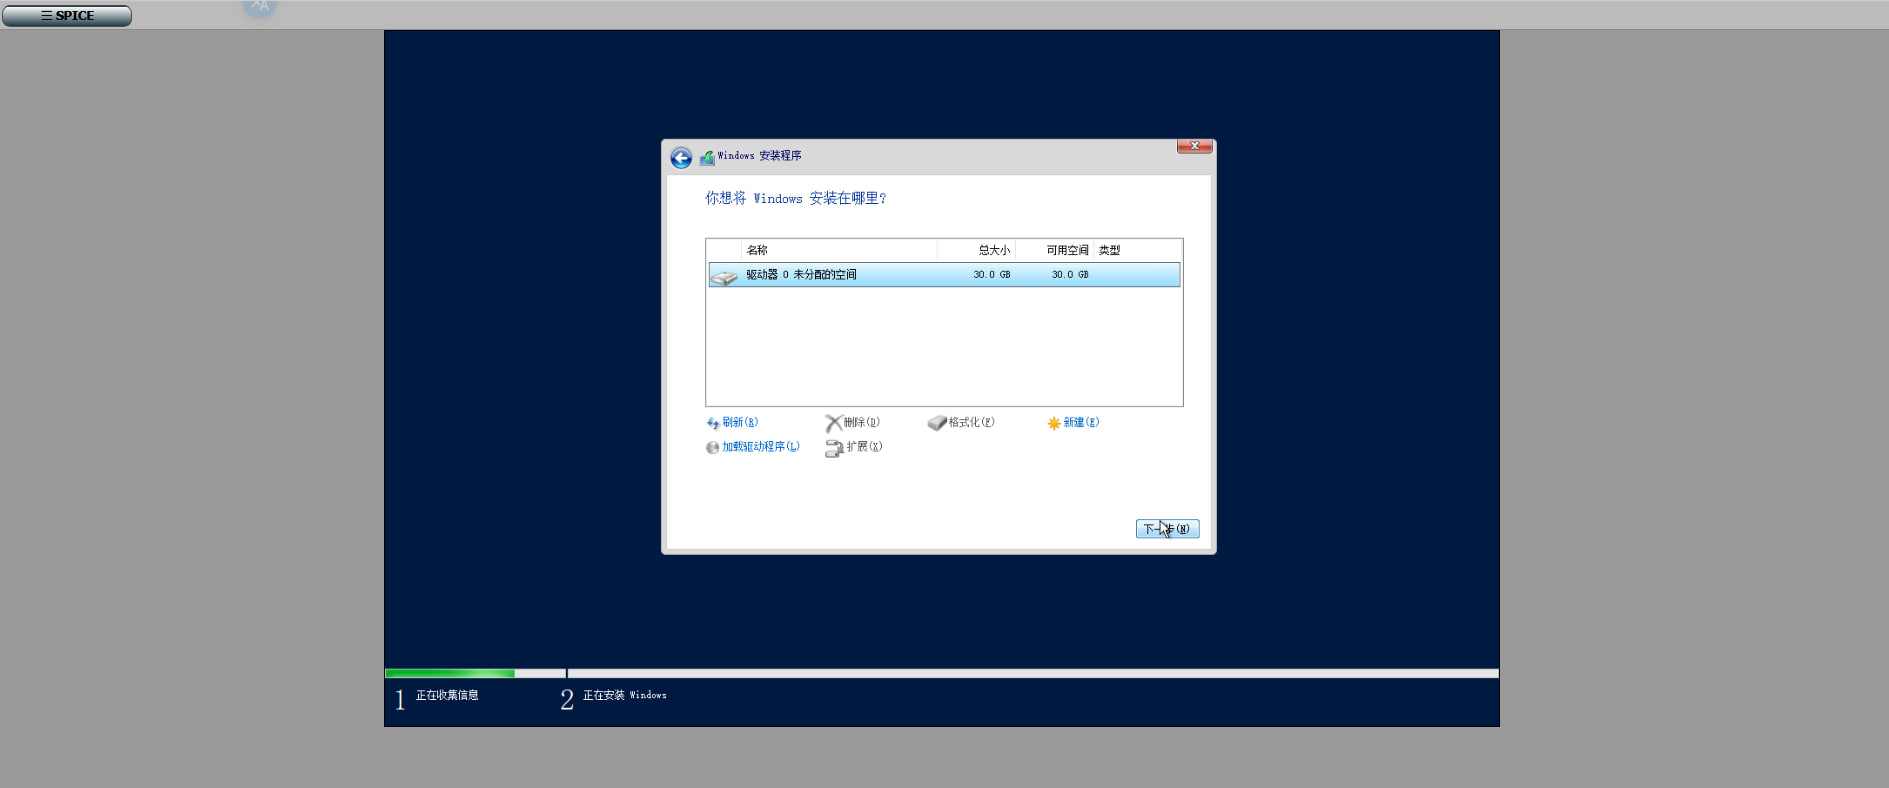 ☰ SPICE
Windows 安装程序
你想将 Windows 安装在哪里?
名称 总大小 可用空间 类型
驱动器 0 未分配的空间 30.0 GB 30.0 GB
刷新(R) 删除(D) 格式化(F) 新建(E)
加载驱动程序(L) 扩展(X)
下一步(N)
1 正在收集信息 2 正在安装 Windows